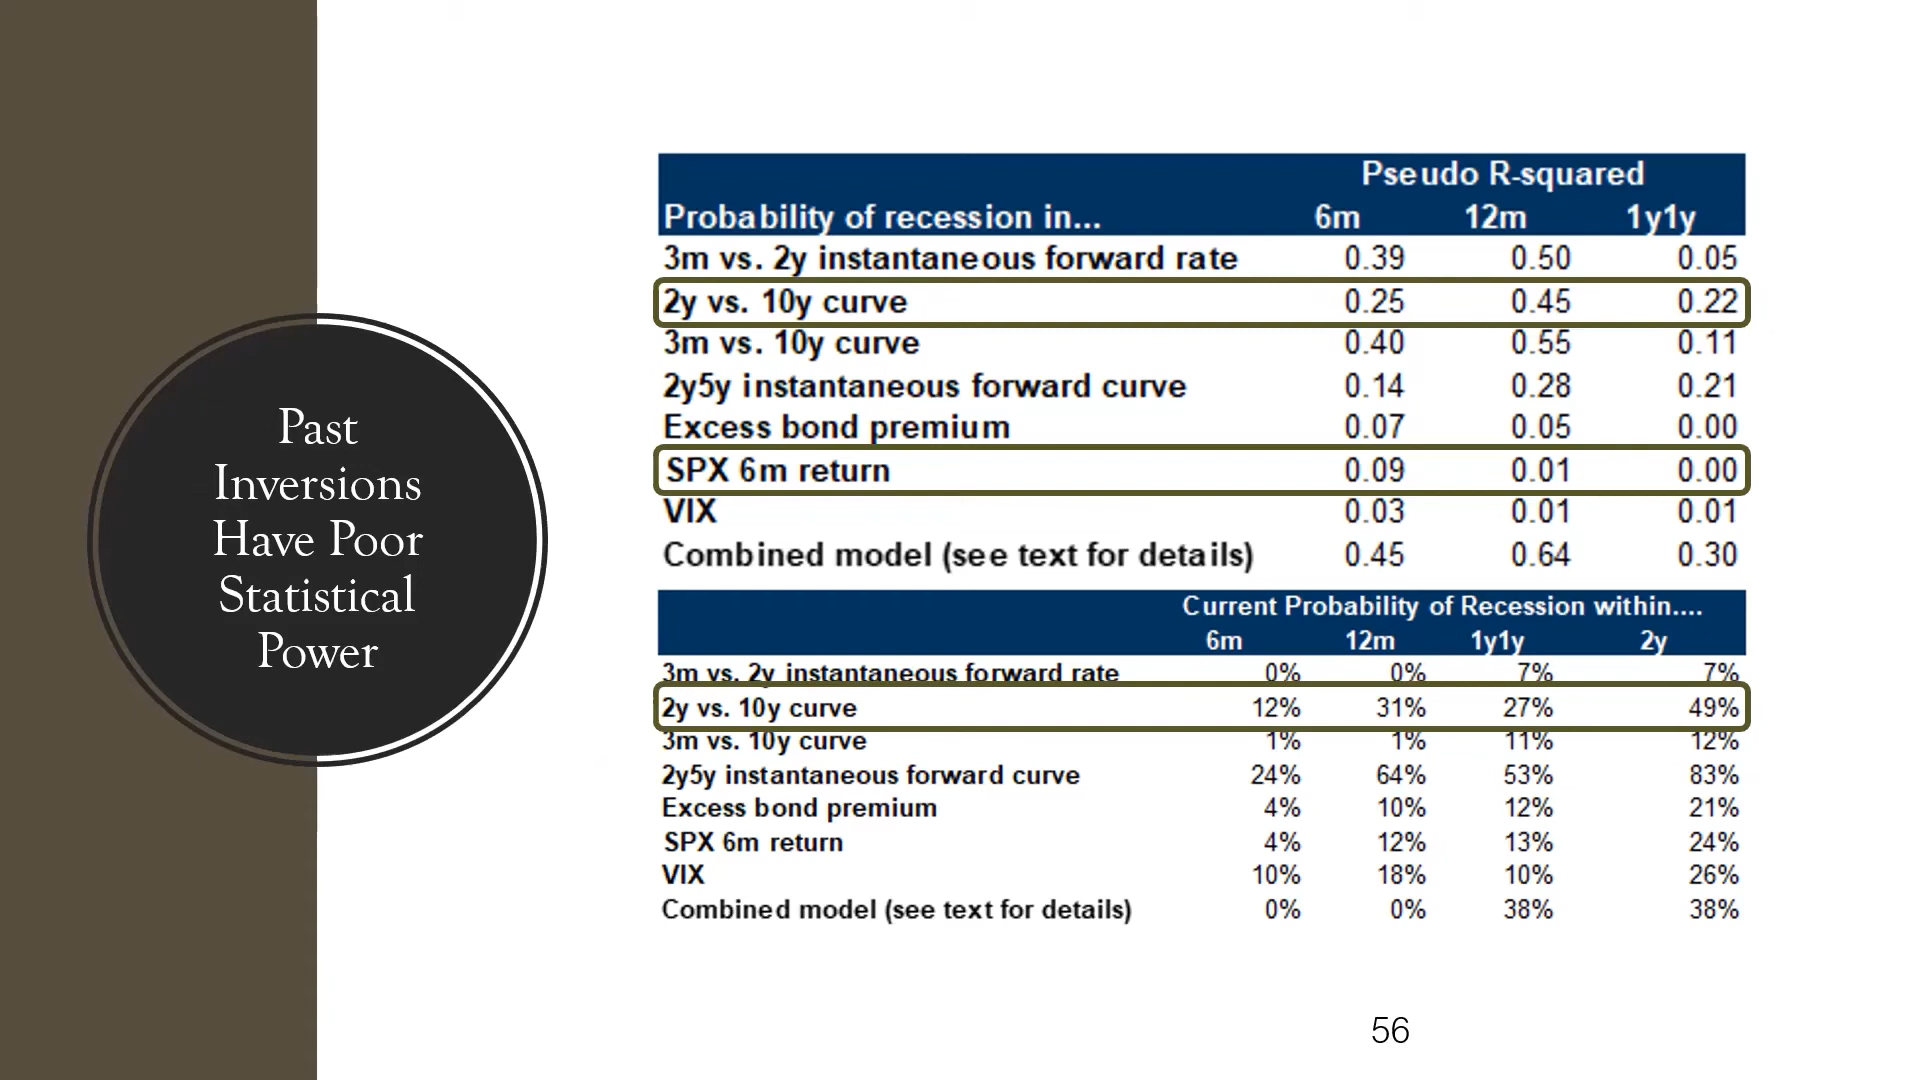 Past
Inversions
Have Poor
Statistical
Power
Pseudo R-squared
Probability of recession in... 6m 12m 1y1y
3m vs. 2y instantaneous forward rate 0.39 0.50 0.05
2y vs. 10y curve 0.25 0.45 0.22
3m vs. 10y curve 0.40 0.55 0.11
2y5y instantaneous forward curve 0.14 0.28 0.21
Excess bond premium 0.07 0.05 0.00
SPX 6m return 0.09 0.01 0.00
VIX 0.03 0.01 0.01
Combined model (see text for details) 0.45 0.64 0.30
Current Probability of Recession within....
6m 12m 1y1y 2y
3m vs. 2y instantaneous forward rate 0% 0% 7% 7%
2y vs. 10y curve 12% 31% 27% 49%
3m vs. 10y curve 1% 1% 11% 12%
2y5y instantaneous forward curve 24% 64% 53% 83%
Excess bond premium 4% 10% 12% 21%
SPX 6m return 4% 12% 13% 24%
VIX 10% 18% 10% 26%
Combined model (see text for details) 0% 0% 38% 38%
56